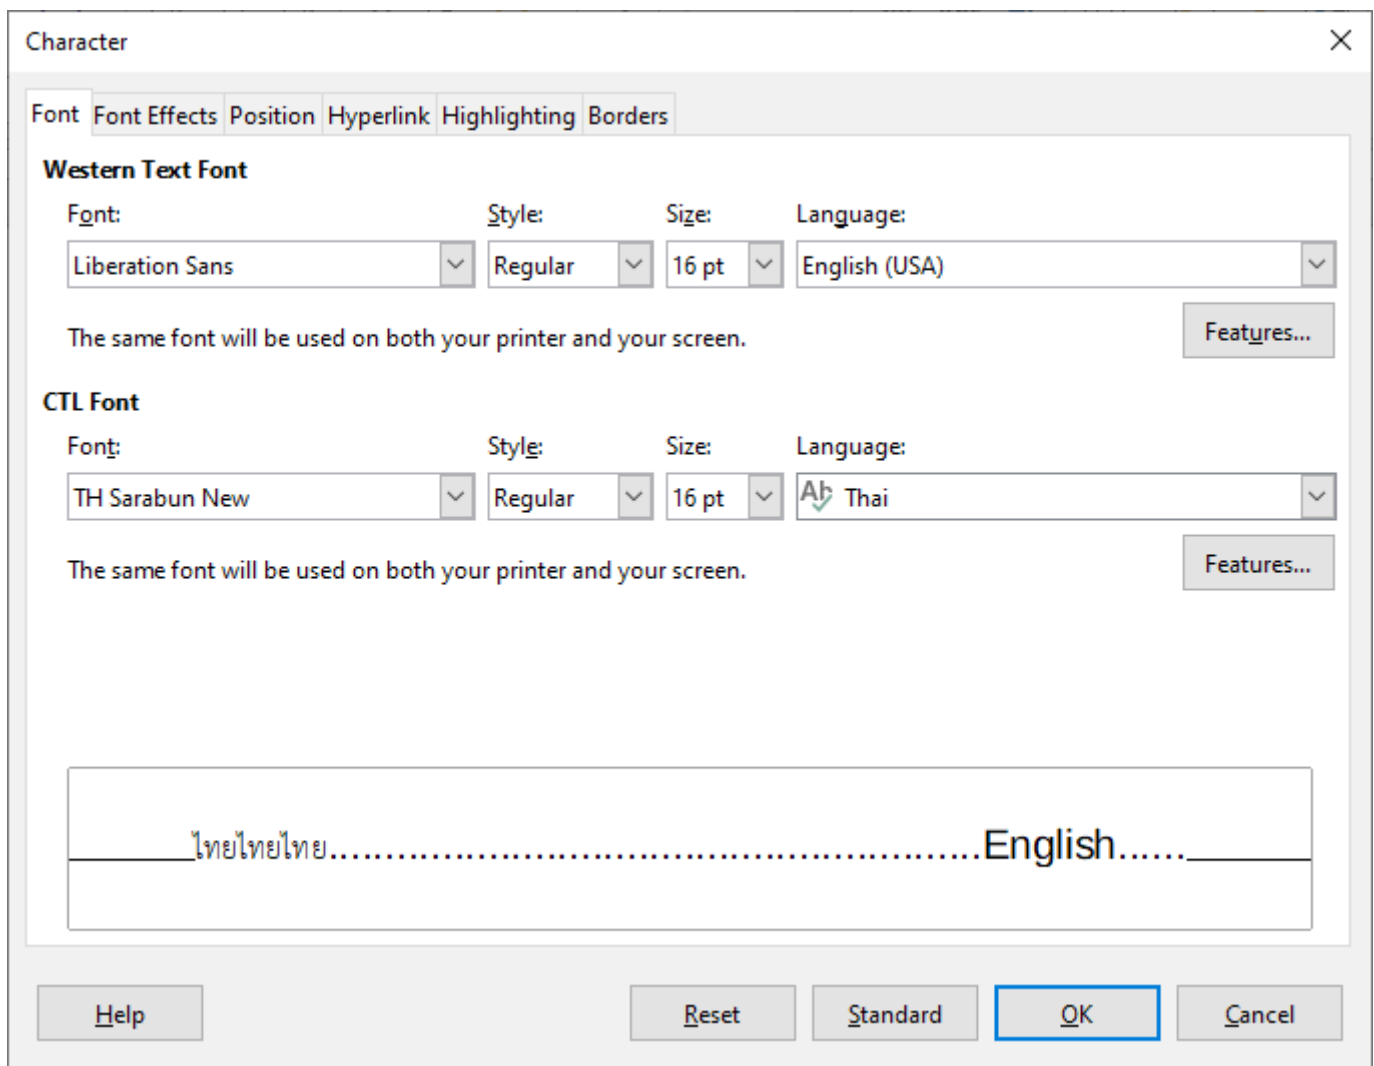 Character
Font Font Effects Position Hyperlink Highlighting Borders
Western Text Font
Font: Style: Size: Language:
Liberation Sans Regular 16 pt English (USA)
The same font will be used on both your printer and your screen. Features...
CTL Font
Font: Style: Size: Language:
TH Sarabun New Regular 16 pt Ab Thai
The same font will be used on both your printer and your screen. Features...
ไทยไทยไทย..............................................English......
Help Reset Standard OK Cancel